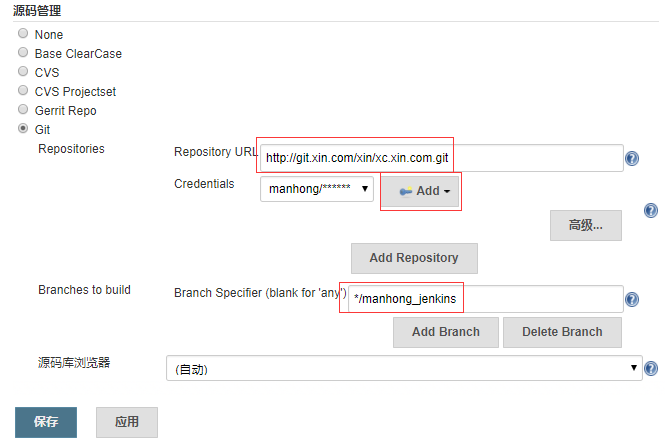 源码管理
None
Base ClearCase
CVS
CVS Projectset
Gerrit Repo
Git
Repositories
Repository URL http://git.xin.com/xin/xc.xin.com.git
Credentials manhong/****** Add
高级...
Add Repository
Branches to build Branch Specifier (blank for 'any') */manhong_jenkins
Add Branch Delete Branch
源码库浏览器 (自动)
保存 应用